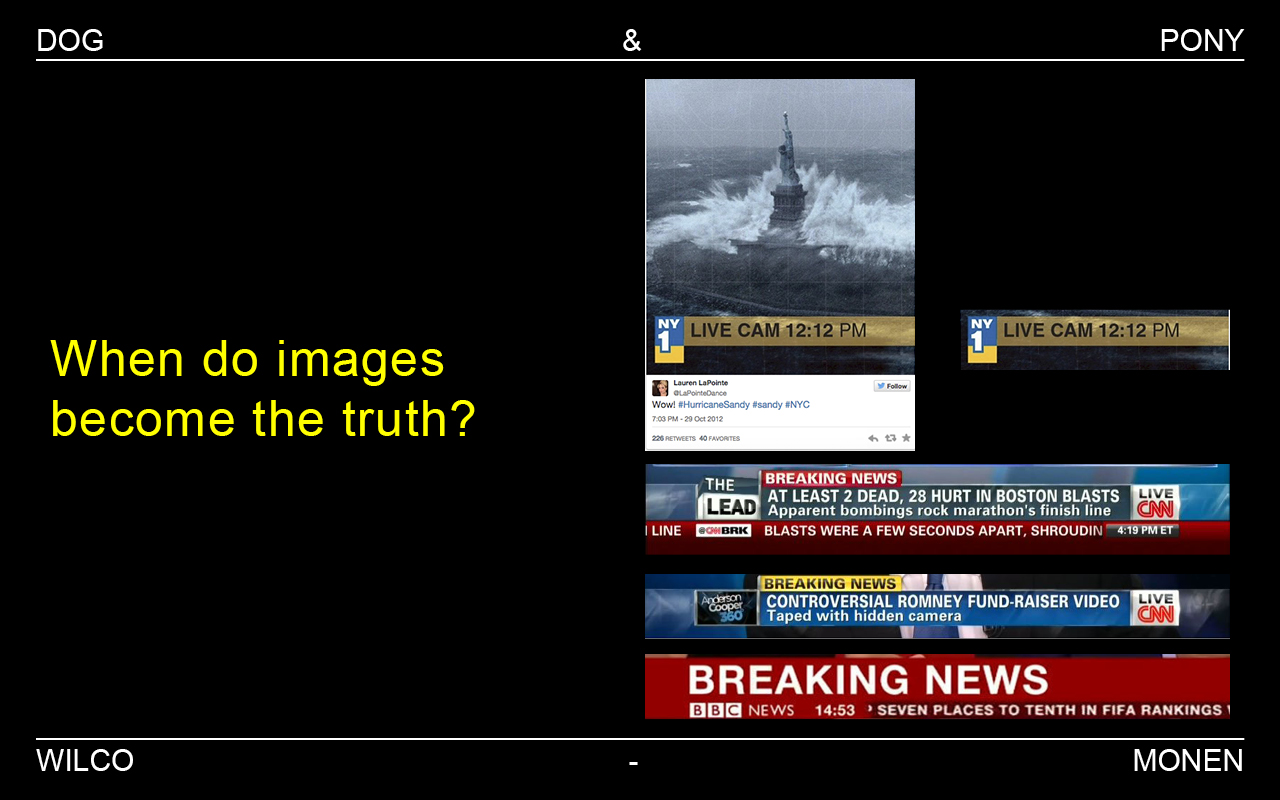 DOG & PONY
When do images
become the truth?
NY
1
LIVE CAM 12:12 PM
NY
1
LIVE CAM 12:12 PM
Lauren LaPointe
@LaPointeDance
Follow
Wow! #HurricaneSandy #sandy #NYC
7:03 PM - 29 Oct 2012
226 RETWEETS 40 FAVORITES
THE
LEAD
BREAKING NEWS
AT LEAST 2 DEAD, 28 HURT IN BOSTON BLASTS
Apparent bombings rock marathon's finish line
LIVE
CNN
LINE @CNNBRK BLASTS WERE A FEW SECONDS APART, SHROUDIN 4:19 PM ET
Anderson
Cooper
360°
BREAKING NEWS
CONTROVERSIAL ROMNEY FUND-RAISER VIDEO
Taped with hidden camera
LIVE
CNN
BREAKING NEWS
BBC NEWS 14:53 SEVEN PLACES TO TENTH IN FIFA RANKINGS
WILCO - MONEN